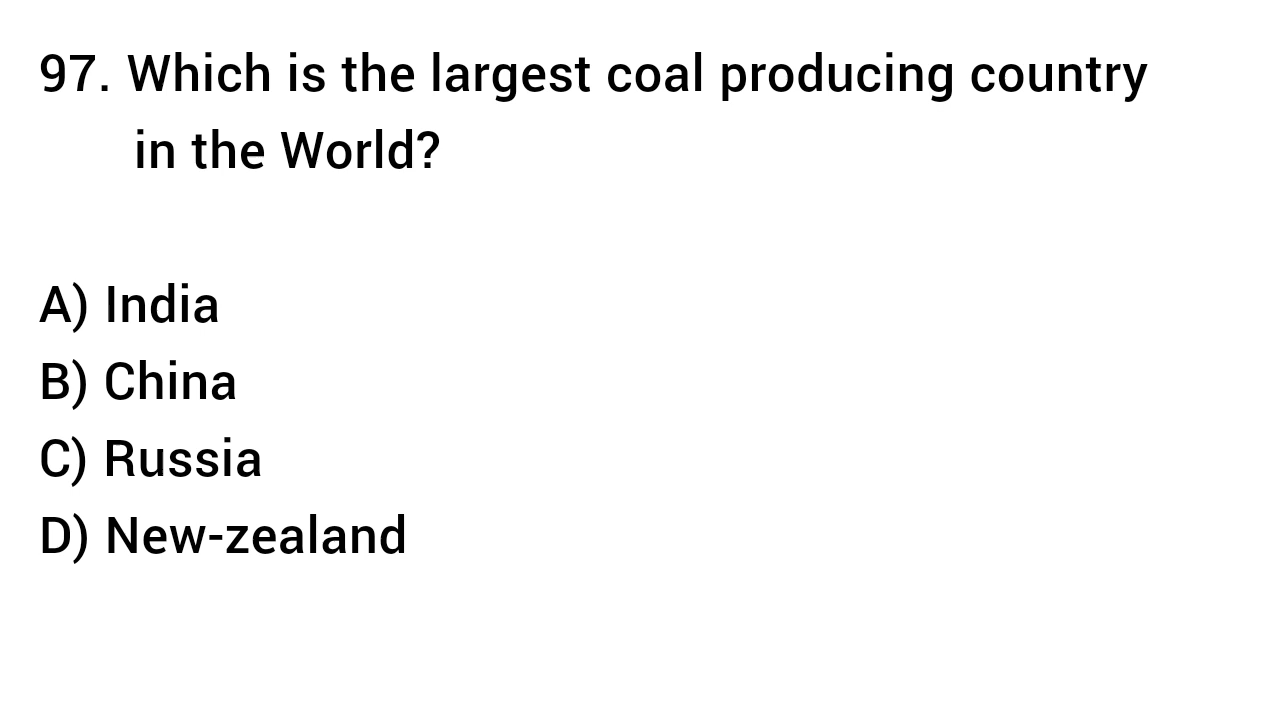 97. Which is the largest coal producing country
in the World?
A) India
B) China
C) Russia
D) New-zealand